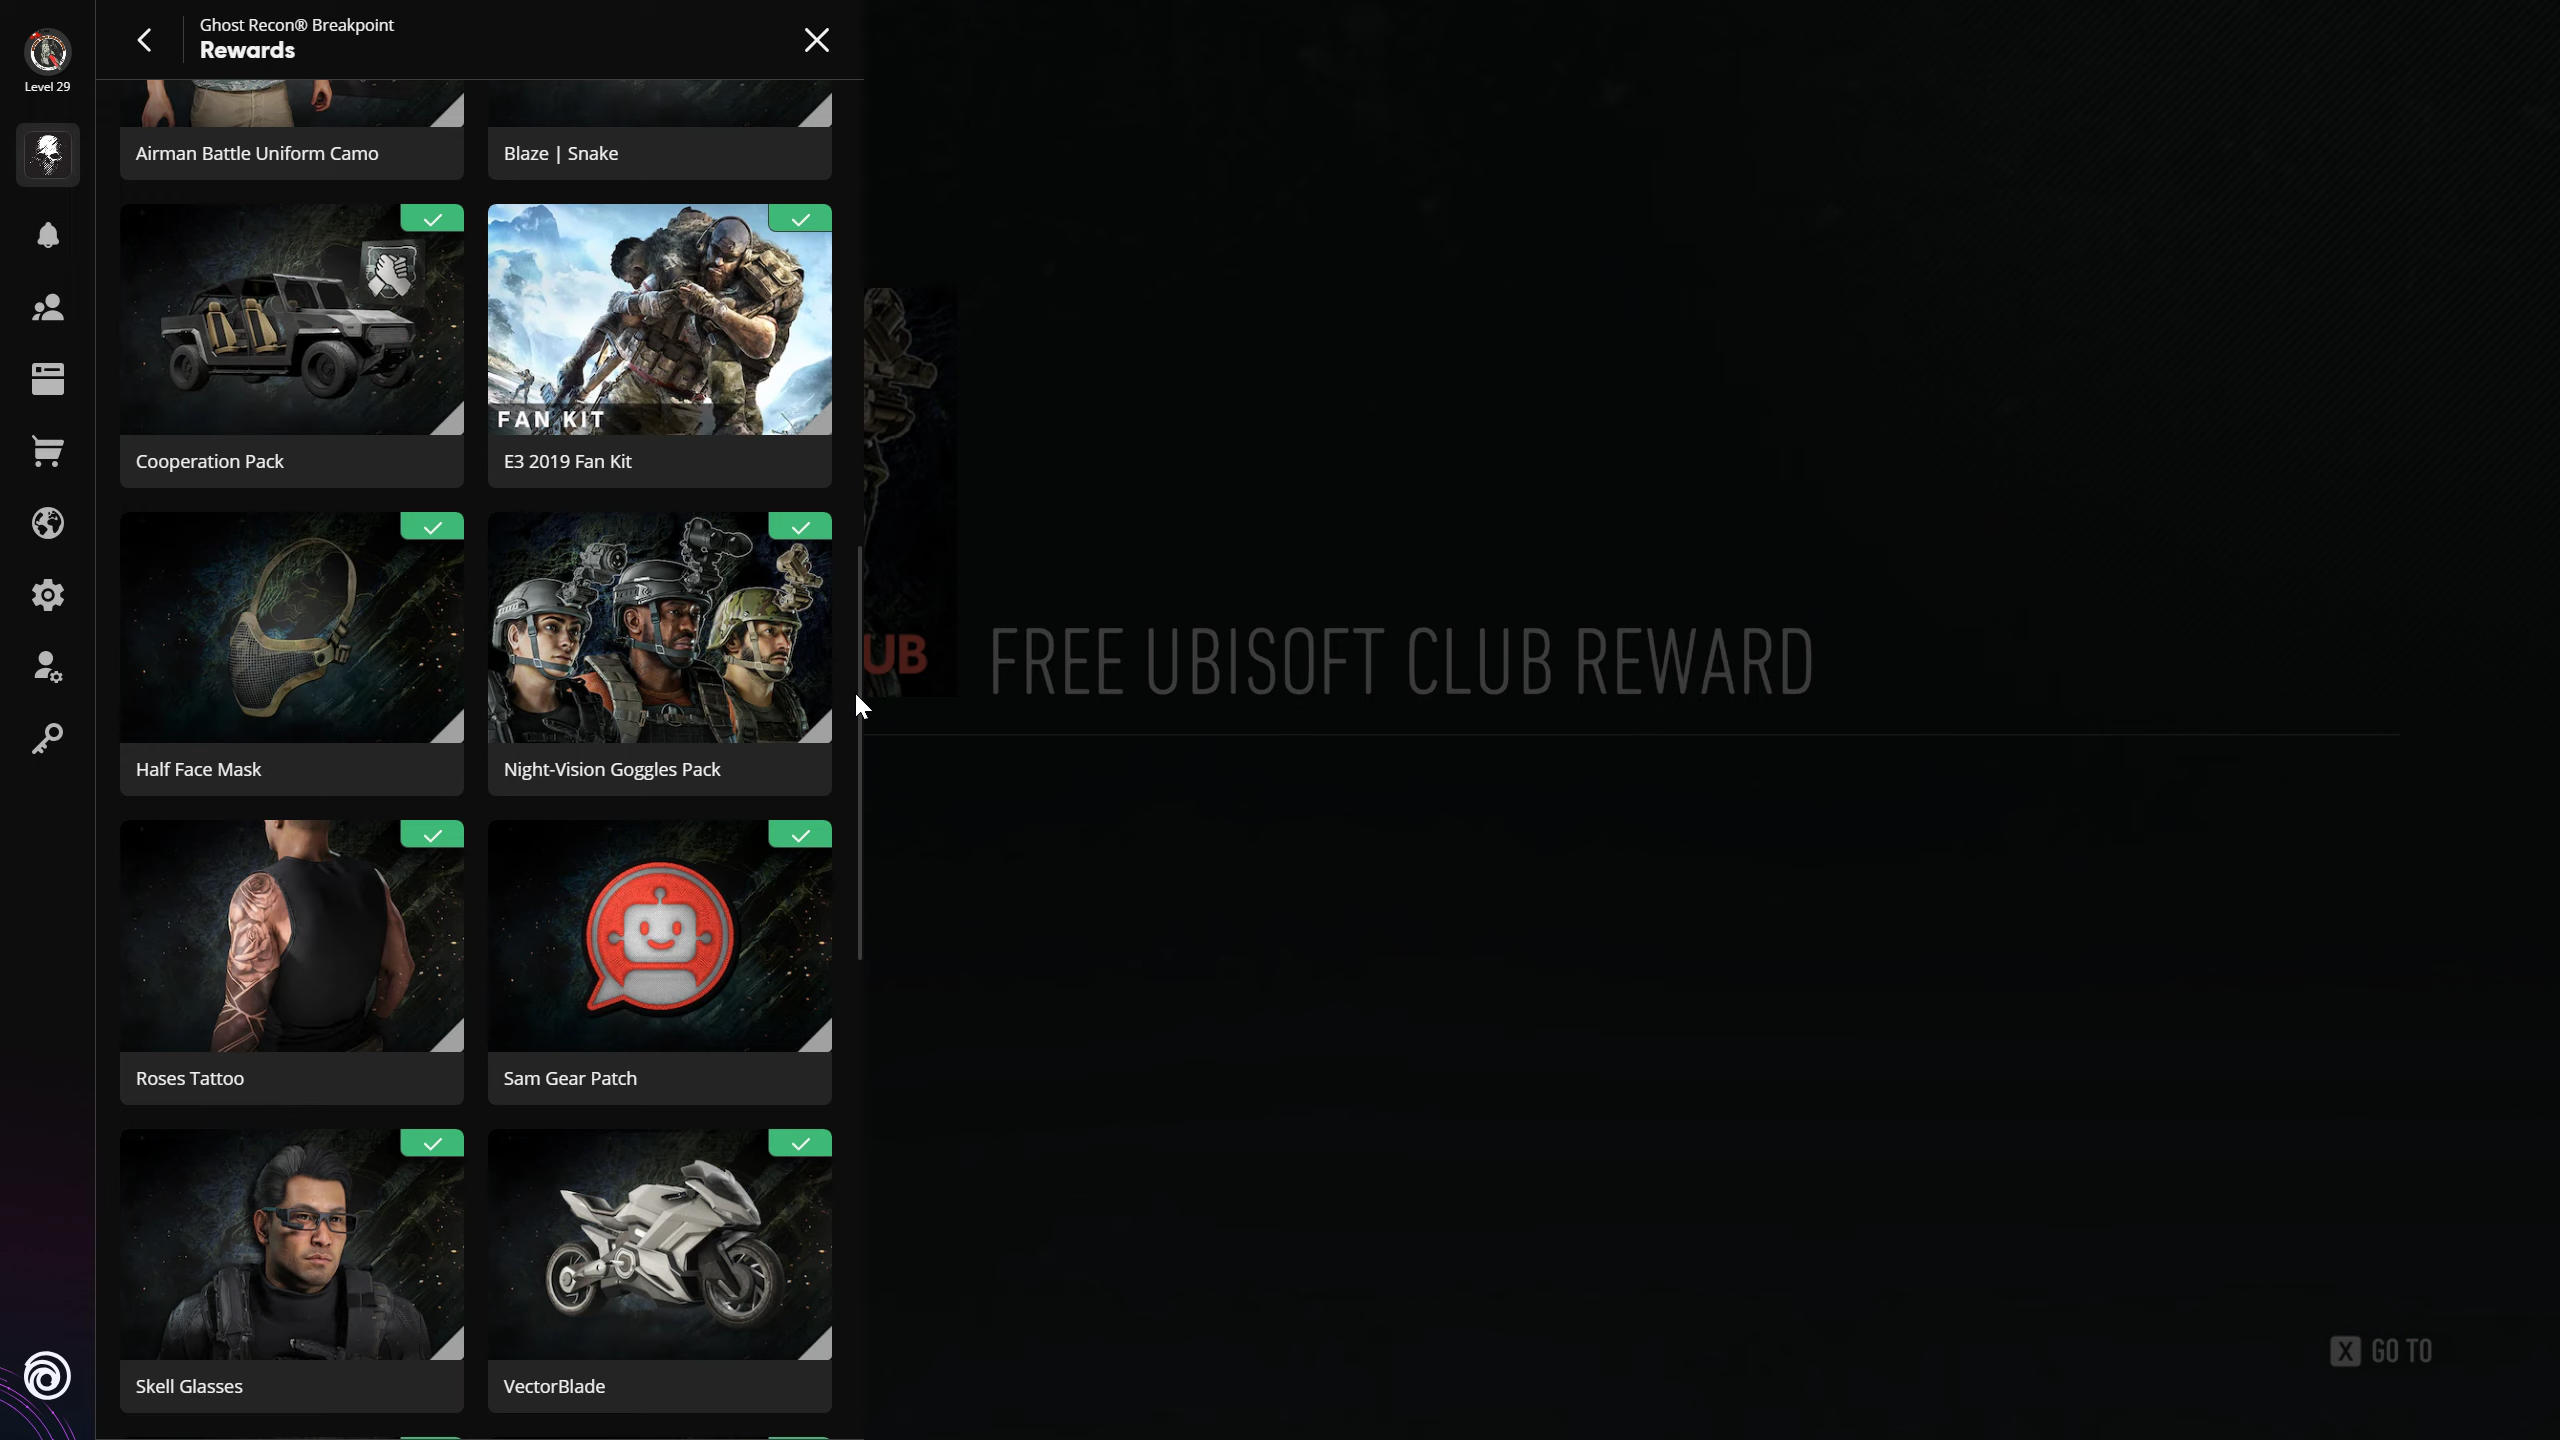 Ghost Recon® Breakpoint
Rewards
Level 29
Airman Battle Uniform Camo
Blaze | Snake
FAN KIT
Cooperation Pack
E3 2019 Fan Kit
Half Face Mask
Night-Vision Goggles Pack
UB
FREE UBISOFT CLUB REWARD
Roses Tattoo
Sam Gear Patch
Skell Glasses
VectorBlade
X GO TO